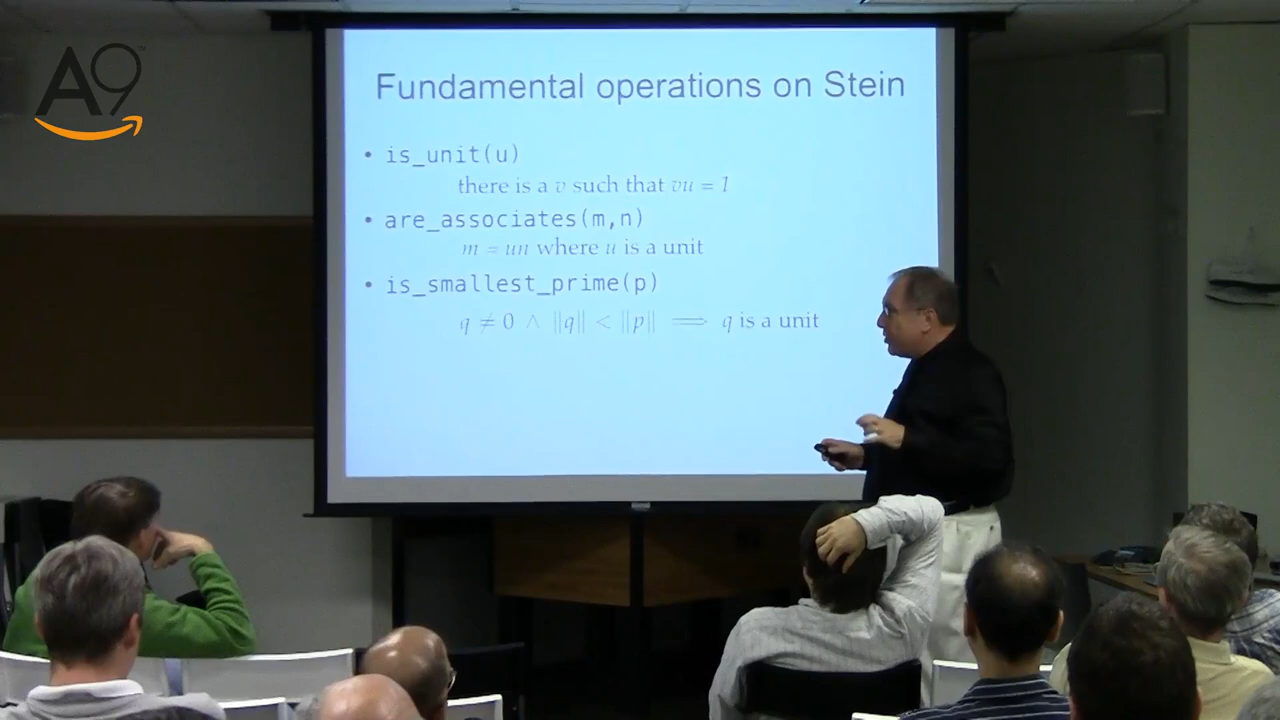 A9
Fundamental operations on Stein
• is_unit(u)
there is a v such that vu = 1
• are_associates(m,n)
m = un where u is a unit
• is_smallest_prime(p)
q ≠ 0 ∧ ‖q‖ < ‖p‖ ⟹ q is a unit